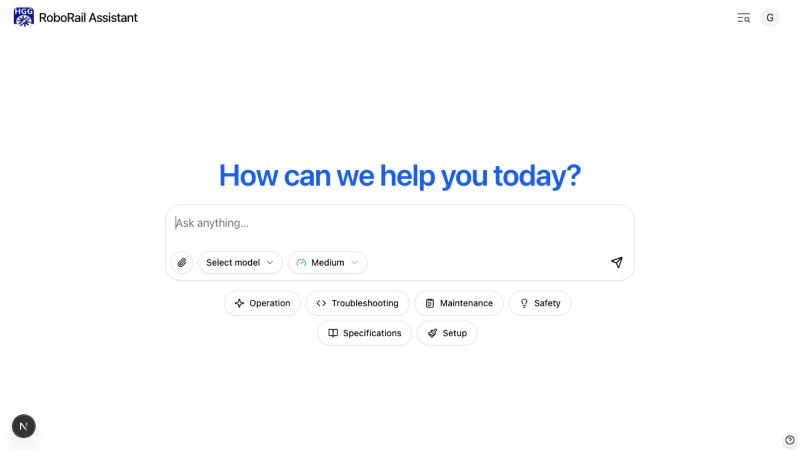 HGG
RoboRail Assistant
G
How can we help you today?
Ask anything...
Select model
Medium
Operation
Troubleshooting
Maintenance
Safety
Specifications
Setup
N